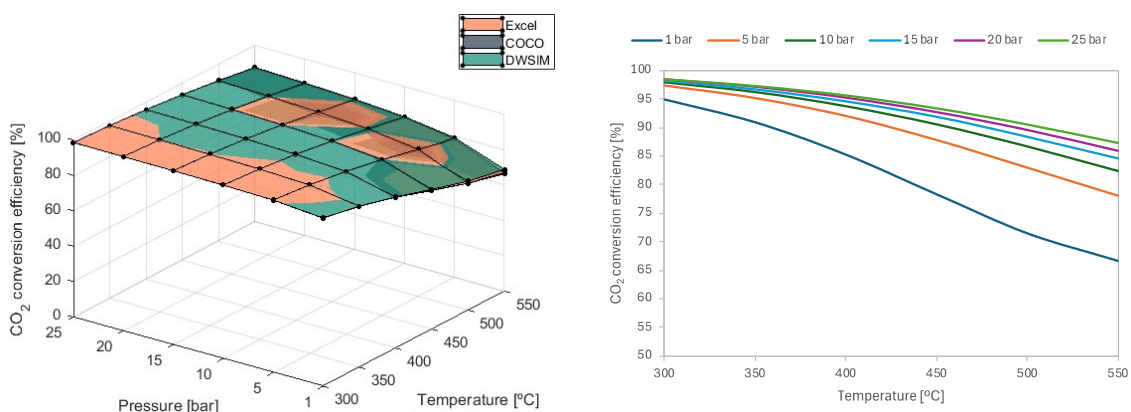 Excel
COCO
DWSIM
CO2 conversion efficiency [%]
100
80
60
40
20
0
25
20
15
10
5
1
Pressure [bar]
300
350
400
450
500
550
Temperature [ºC]
1 bar 5 bar 10 bar 15 bar 20 bar 25 bar
CO2 conversion efficiency [%]
100
95
90
85
80
75
70
65
60
55
50
300 350 400 450 500 550
Temperature [ºC]